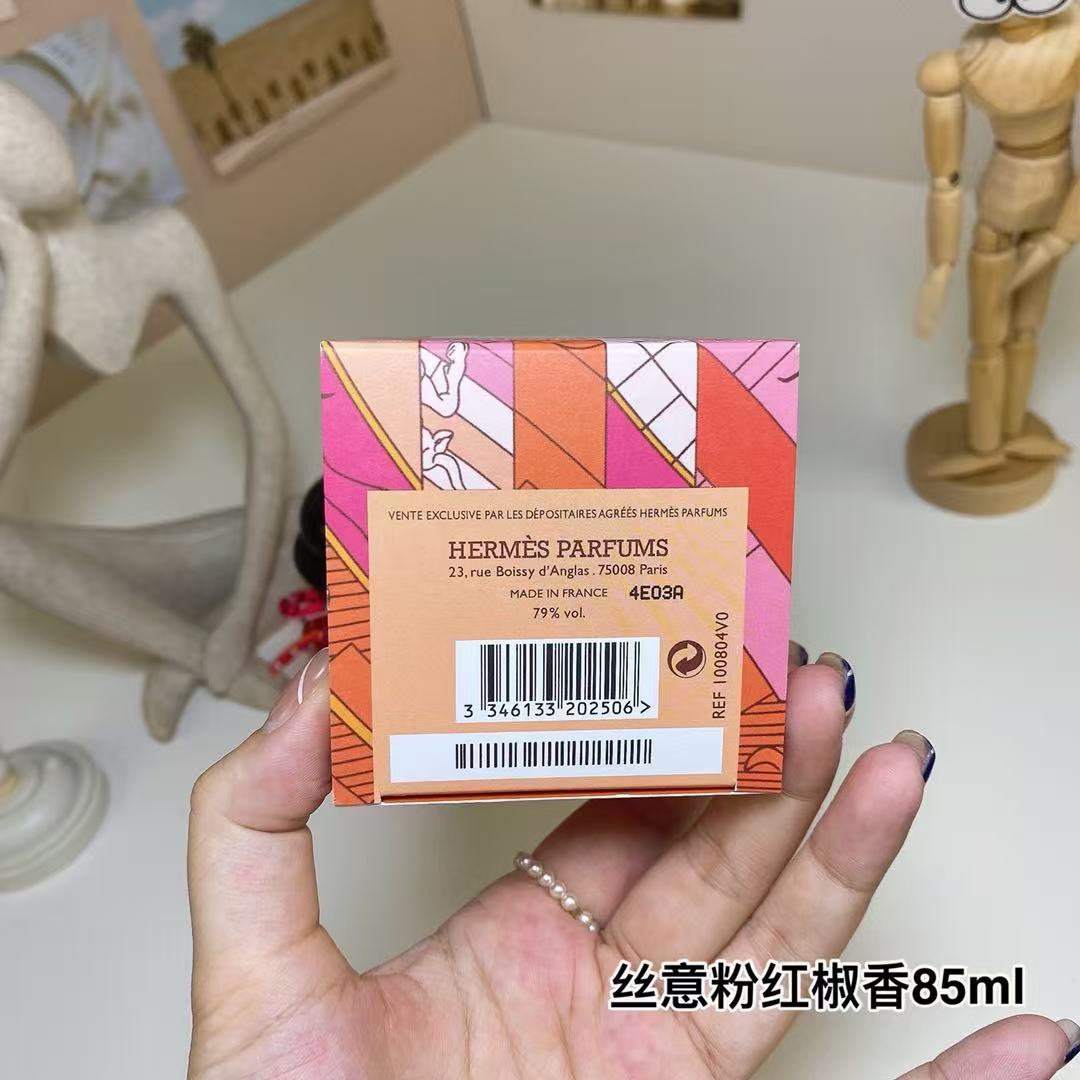 VENTE EXCLUSIVE PAR LES DÉPOSITAIRES AGRÉÉS HERMÈS PARFUMS
HERMÈS PARFUMS
23, rue Boissy d'Anglas . 75008 Paris
MADE IN FRANCE 4E03A
79% vol.
3 346133 202506 >
REF 100804V0
丝意粉红椒香85ml